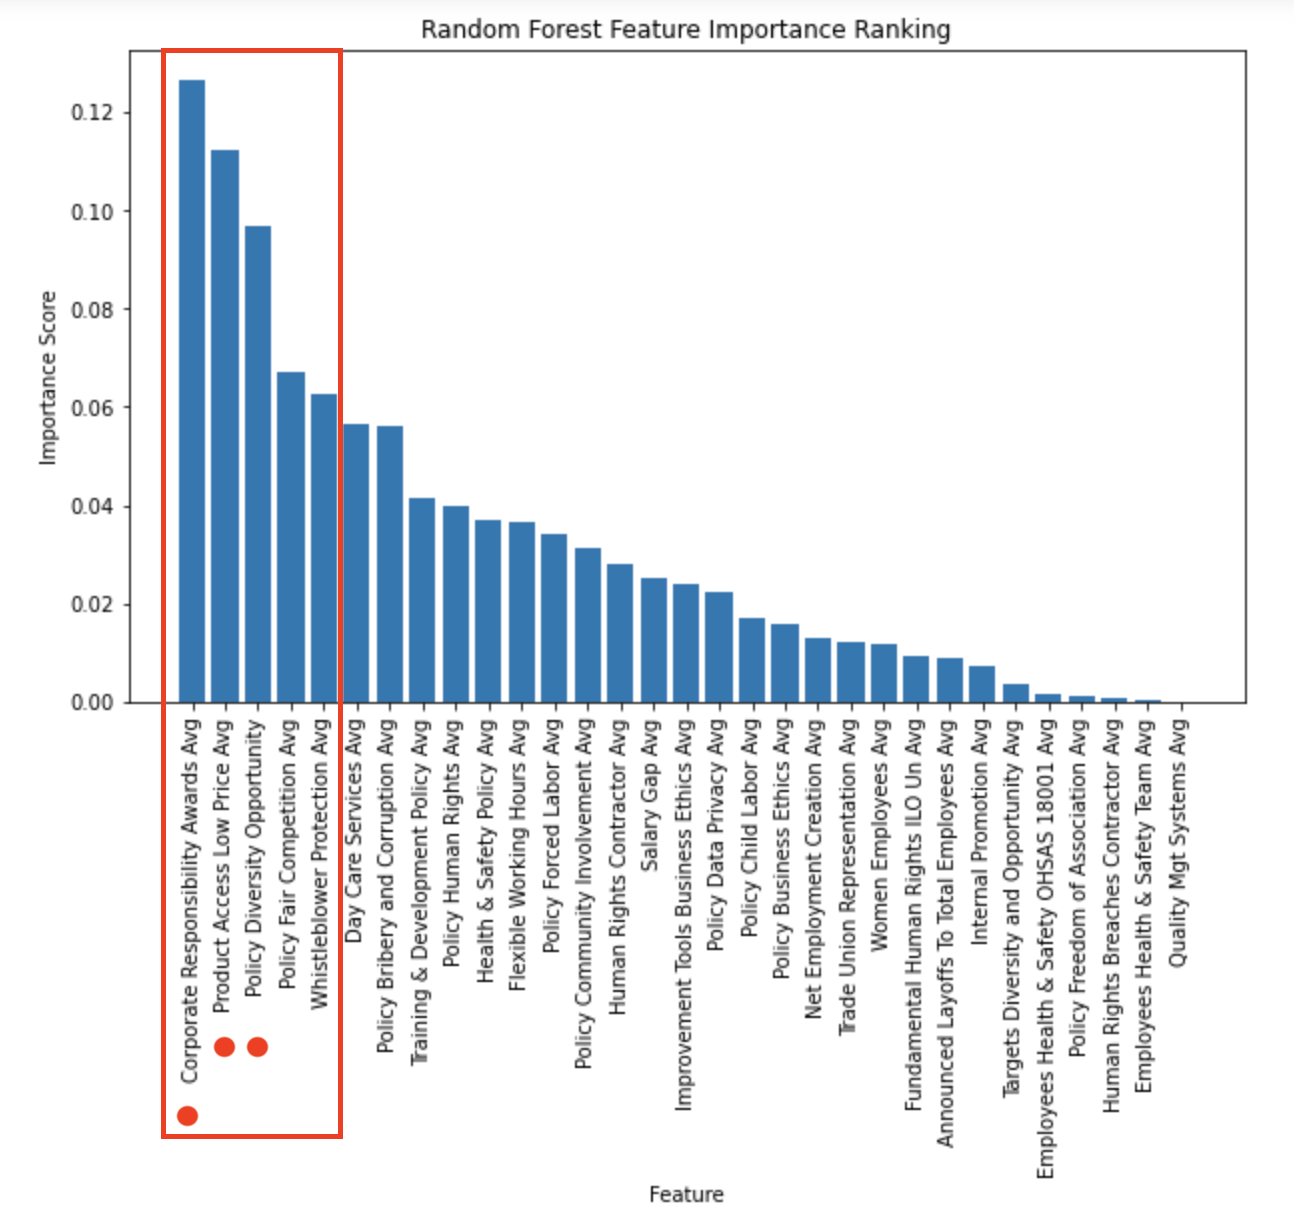 Random Forest Feature Importance Ranking
Importance Score
0.12
0.10
0.08
0.06
0.04
0.02
0.00
Corporate Responsibility Awards Avg
Product Access Low Price Avg
Policy Diversity Opportunity
Policy Fair Competition Avg
Whistleblower Protection Avg
Day Care Services Avg
Policy Bribery and Corruption Avg
Training & Development Policy Avg
Policy Human Rights Avg
Health & Safety Policy Avg
Flexible Working Hours Avg
Policy Forced Labor Avg
Policy Community Involvement Avg
Human Rights Contractor Avg
Salary Gap Avg
Improvement Tools Business Ethics Avg
Policy Data Privacy Avg
Policy Child Labor Avg
Policy Business Ethics Avg
Net Employment Creation Avg
Trade Union Representation Avg
Women Employees Avg
Fundamental Human Rights ILO Un Avg
Announced Layoffs To Total Employees Avg
Internal Promotion Avg
Targets Diversity and Opportunity Avg
Employees Health & Safety OHSAS 18001 Avg
Policy Freedom of Association Avg
Human Rights Breaches Contractor Avg
Employees Health & Safety Team Avg
Quality Mgt Systems Avg
Feature